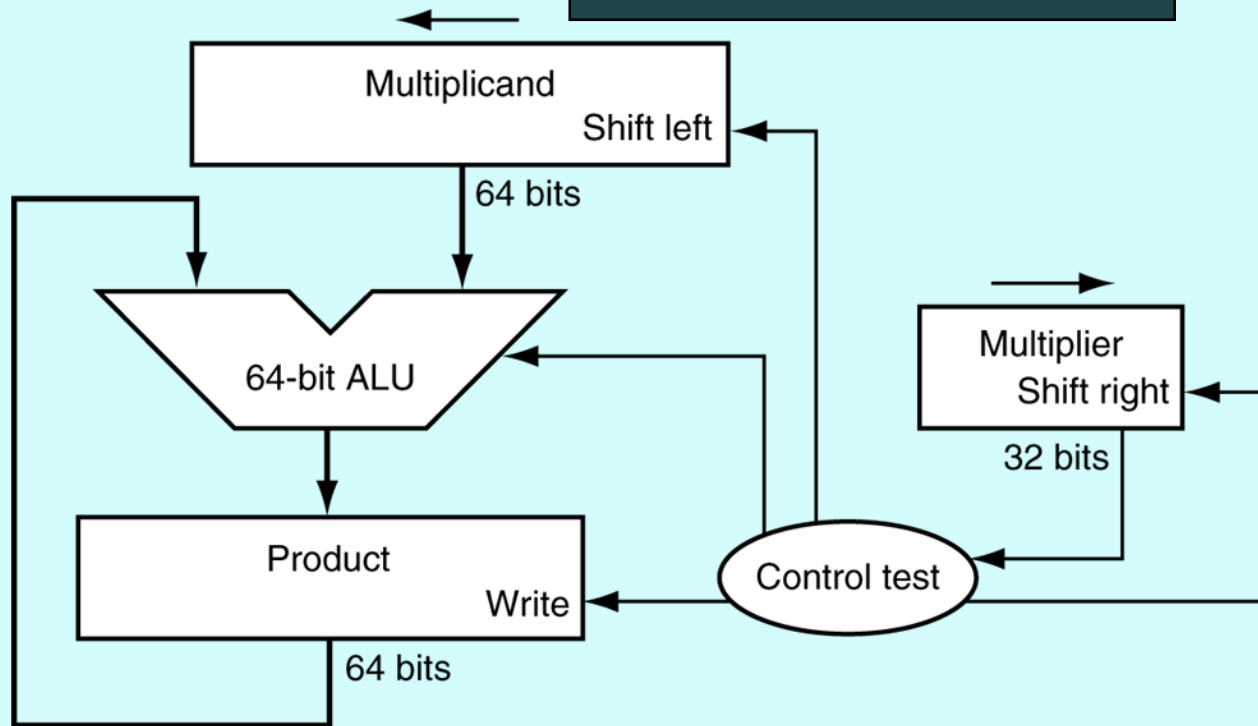 Multiplicand
Shift left
64 bits
64-bit ALU
Multiplier
Shift right
32 bits
Product
Write
Control test
64 bits